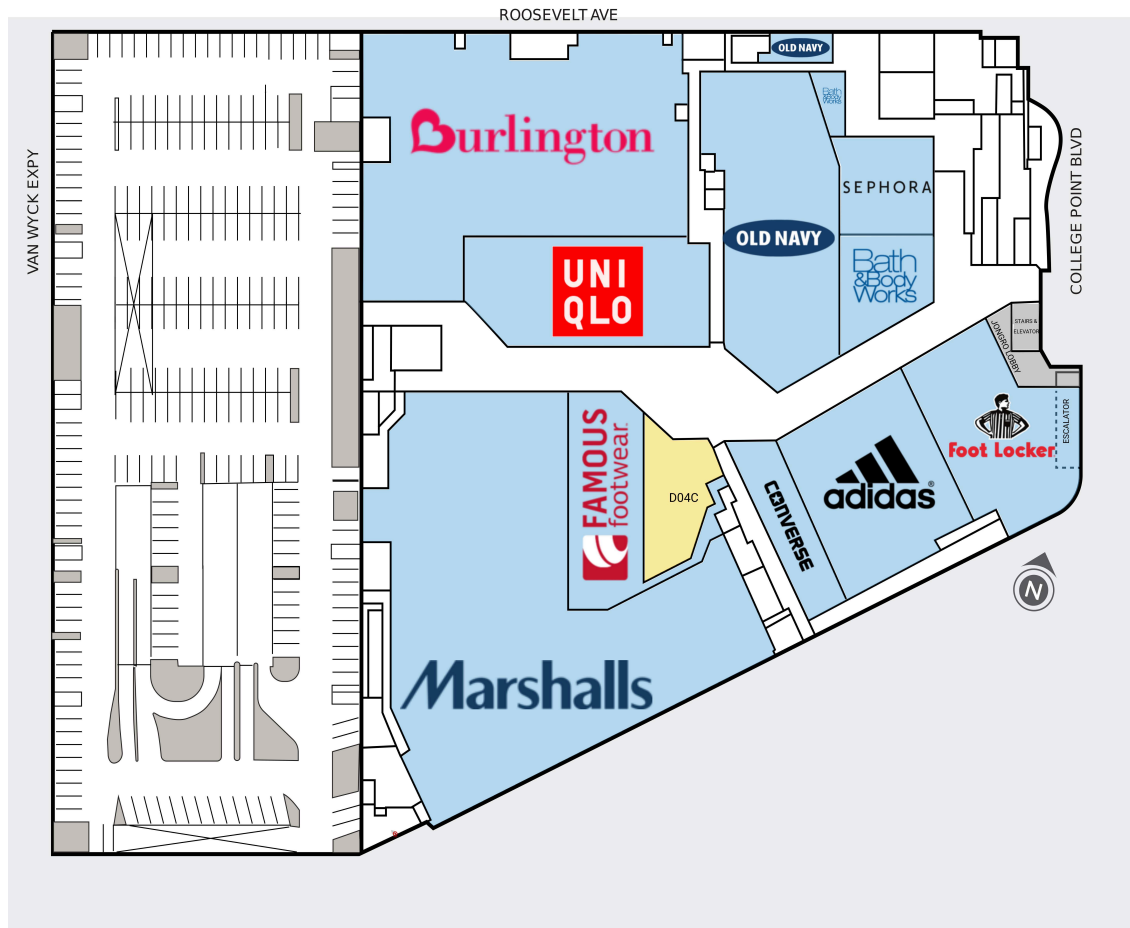 ROOSEVELT AVE
OLD NAVY
Bath
&Body
Works
Burlington
VAN WYCK EXPY
COLLEGE POINT BLVD
SEPHORA
OLD NAVY
UNI
QLO
Bath
&Body
Works
STAIRS &
ELEVATOR
JONGRO LOBBY
ESCALATOR
Foot Locker
FAMOUS
footwear.
D04C
adidas®
CONVERSE
N
Marshalls